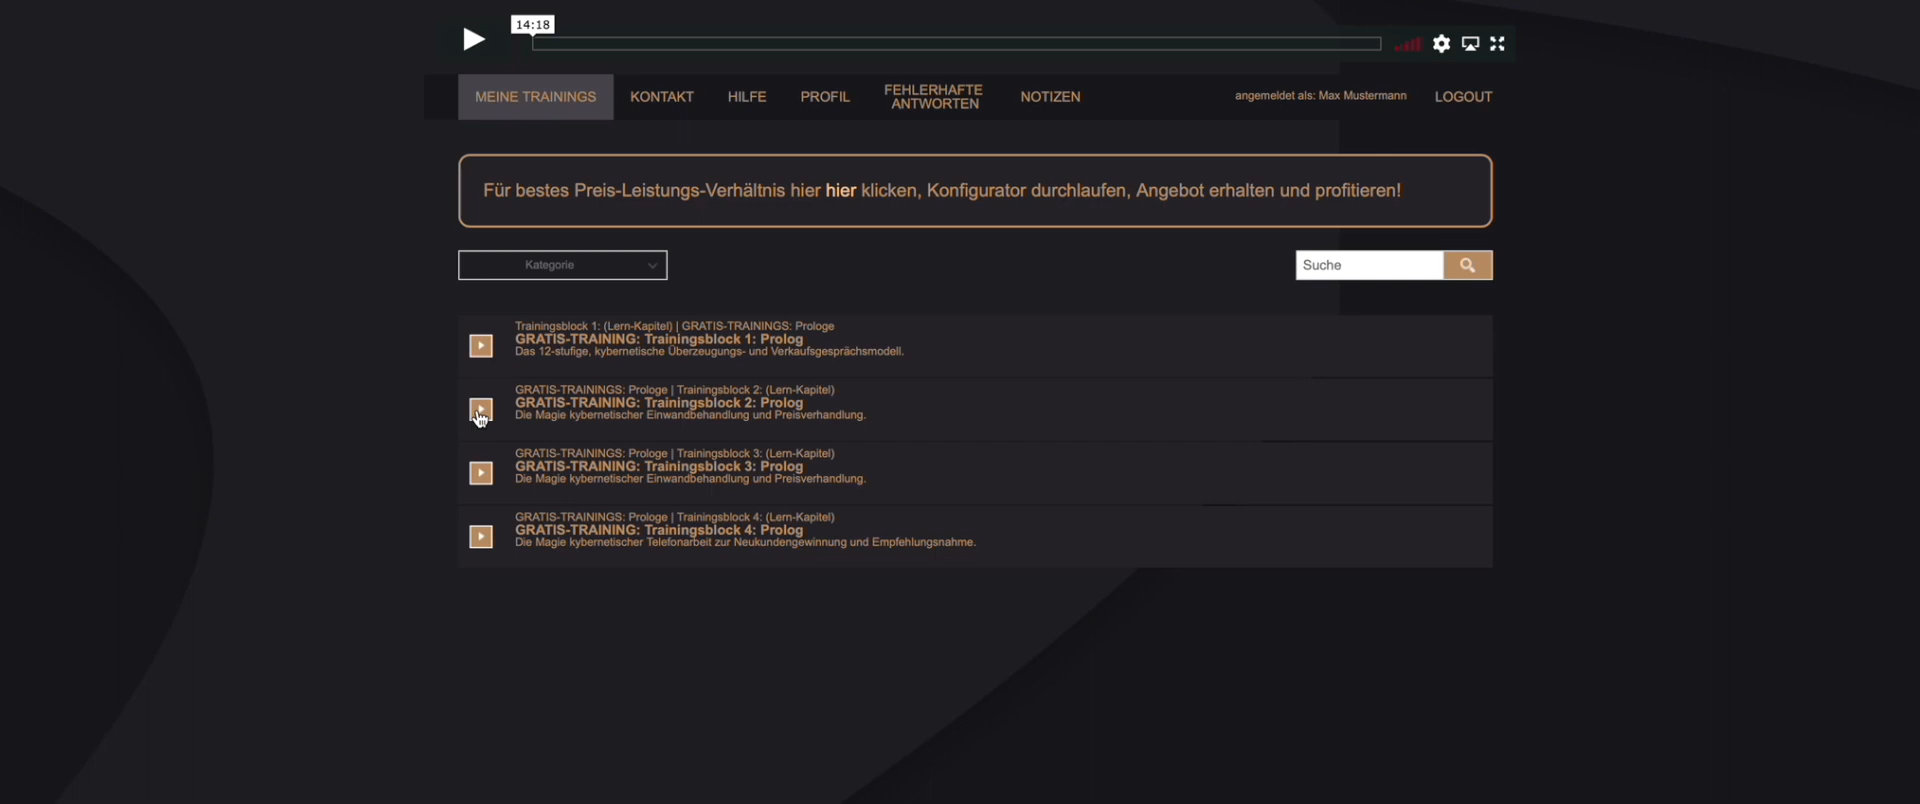 14:18
MEINE TRAININGS KONTAKT HILFE PROFIL FEHLERHAFTE ANTWORTEN NOTIZEN angemeldet als: Max Mustermann LOGOUT
Für bestes Preis-Leistungs-Verhältnis hier hier klicken, Konfigurator durchlaufen, Angebot erhalten und profitieren!
Kategorie Suche
Trainingsblock 1: (Lern-Kapitel) | GRATIS-TRAININGS: Prologe
GRATIS-TRAINING: Trainingsblock 1: Prolog
Das 12-stufige, kybernetische Überzeugungs- und Verkaufsgesprächsmodell.
GRATIS-TRAININGS: Prologe | Trainingsblock 2: (Lern-Kapitel)
GRATIS-TRAINING: Trainingsblock 2: Prolog
Die Magie kybernetischer Einwandbehandlung und Preisverhandlung.
GRATIS-TRAININGS: Prologe | Trainingsblock 3: (Lern-Kapitel)
GRATIS-TRAINING: Trainingsblock 3: Prolog
Die Magie kybernetischer Einwandbehandlung und Preisverhandlung.
GRATIS-TRAININGS: Prologe | Trainingsblock 4: (Lern-Kapitel)
GRATIS-TRAINING: Trainingsblock 4: Prolog
Die Magie kybernetischer Telefonarbeit zur Neukundengewinnung und Empfehlungsnahme.